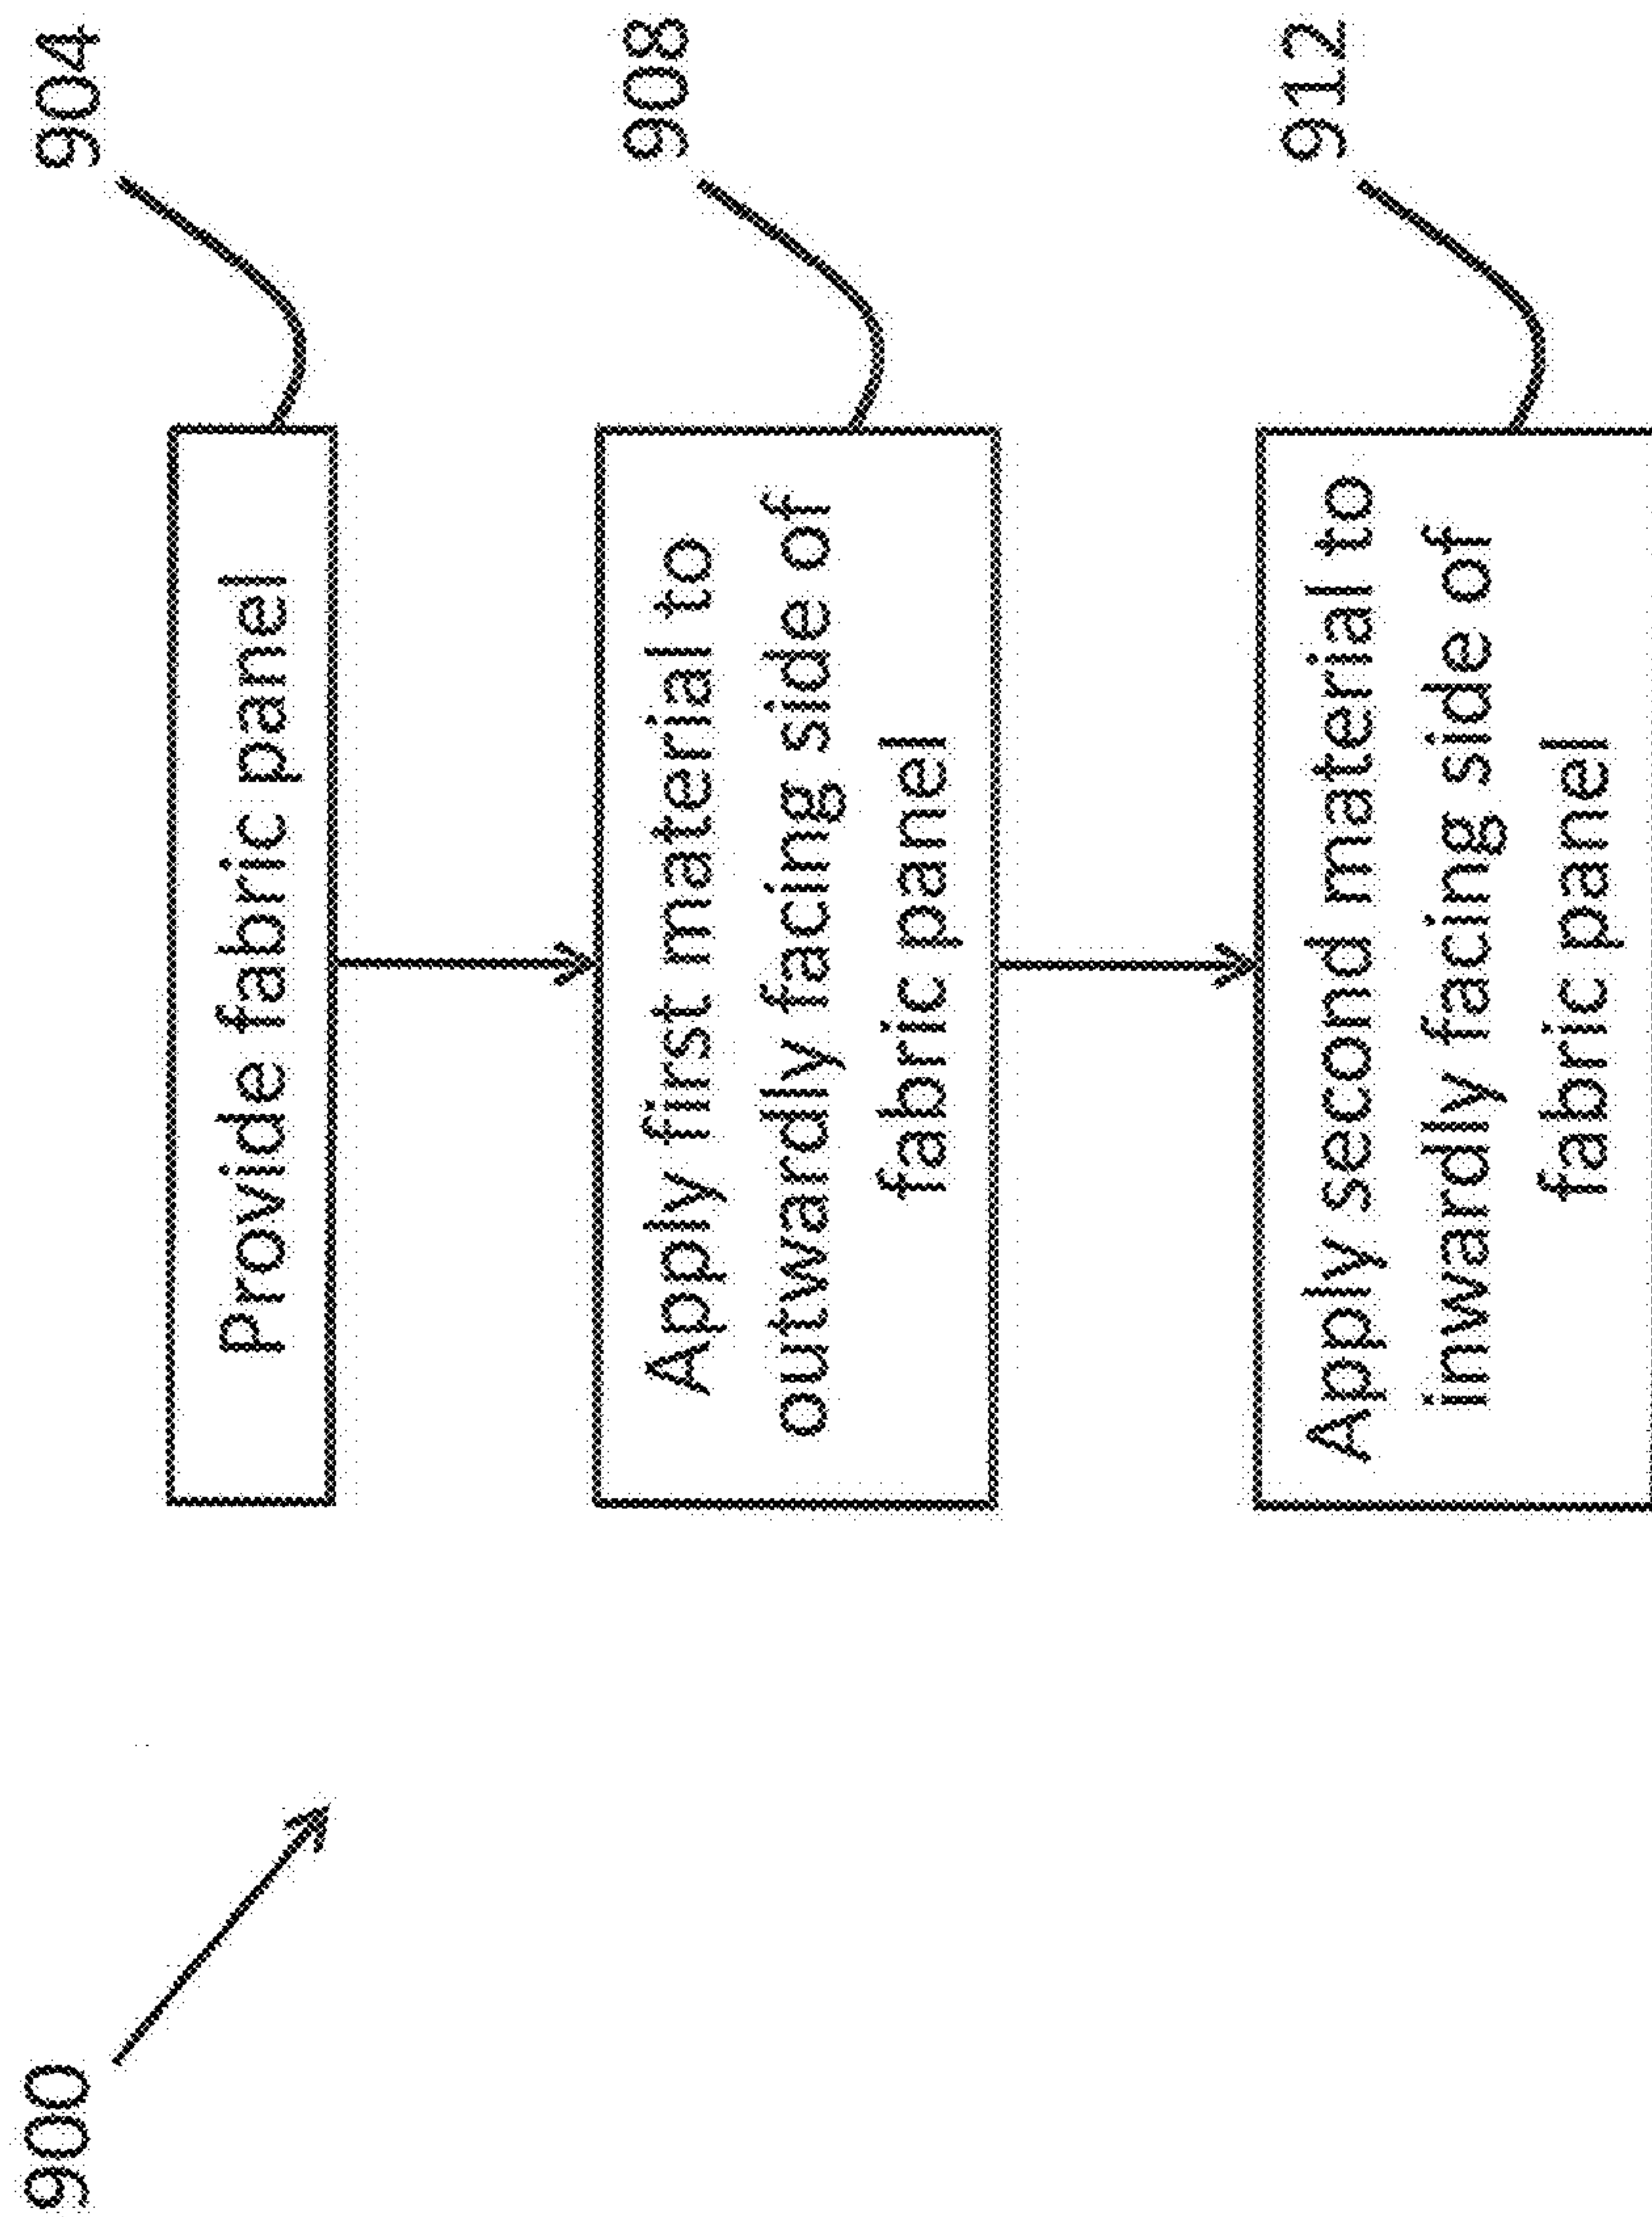 900
904
Provide fabric panel
908
Apply first material to
outwardly facing side of
fabric panel
912
Apply second material to
inwardly facing side of
fabric panel